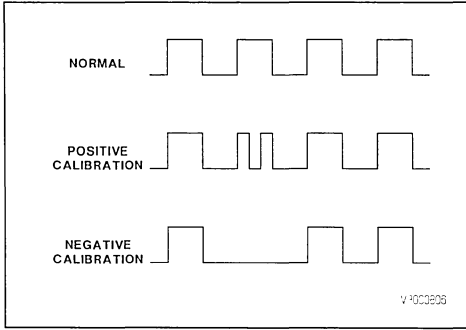 NORMAL
POSITIVE
CALIBRATION
NEGATIVE
CALIBRATION